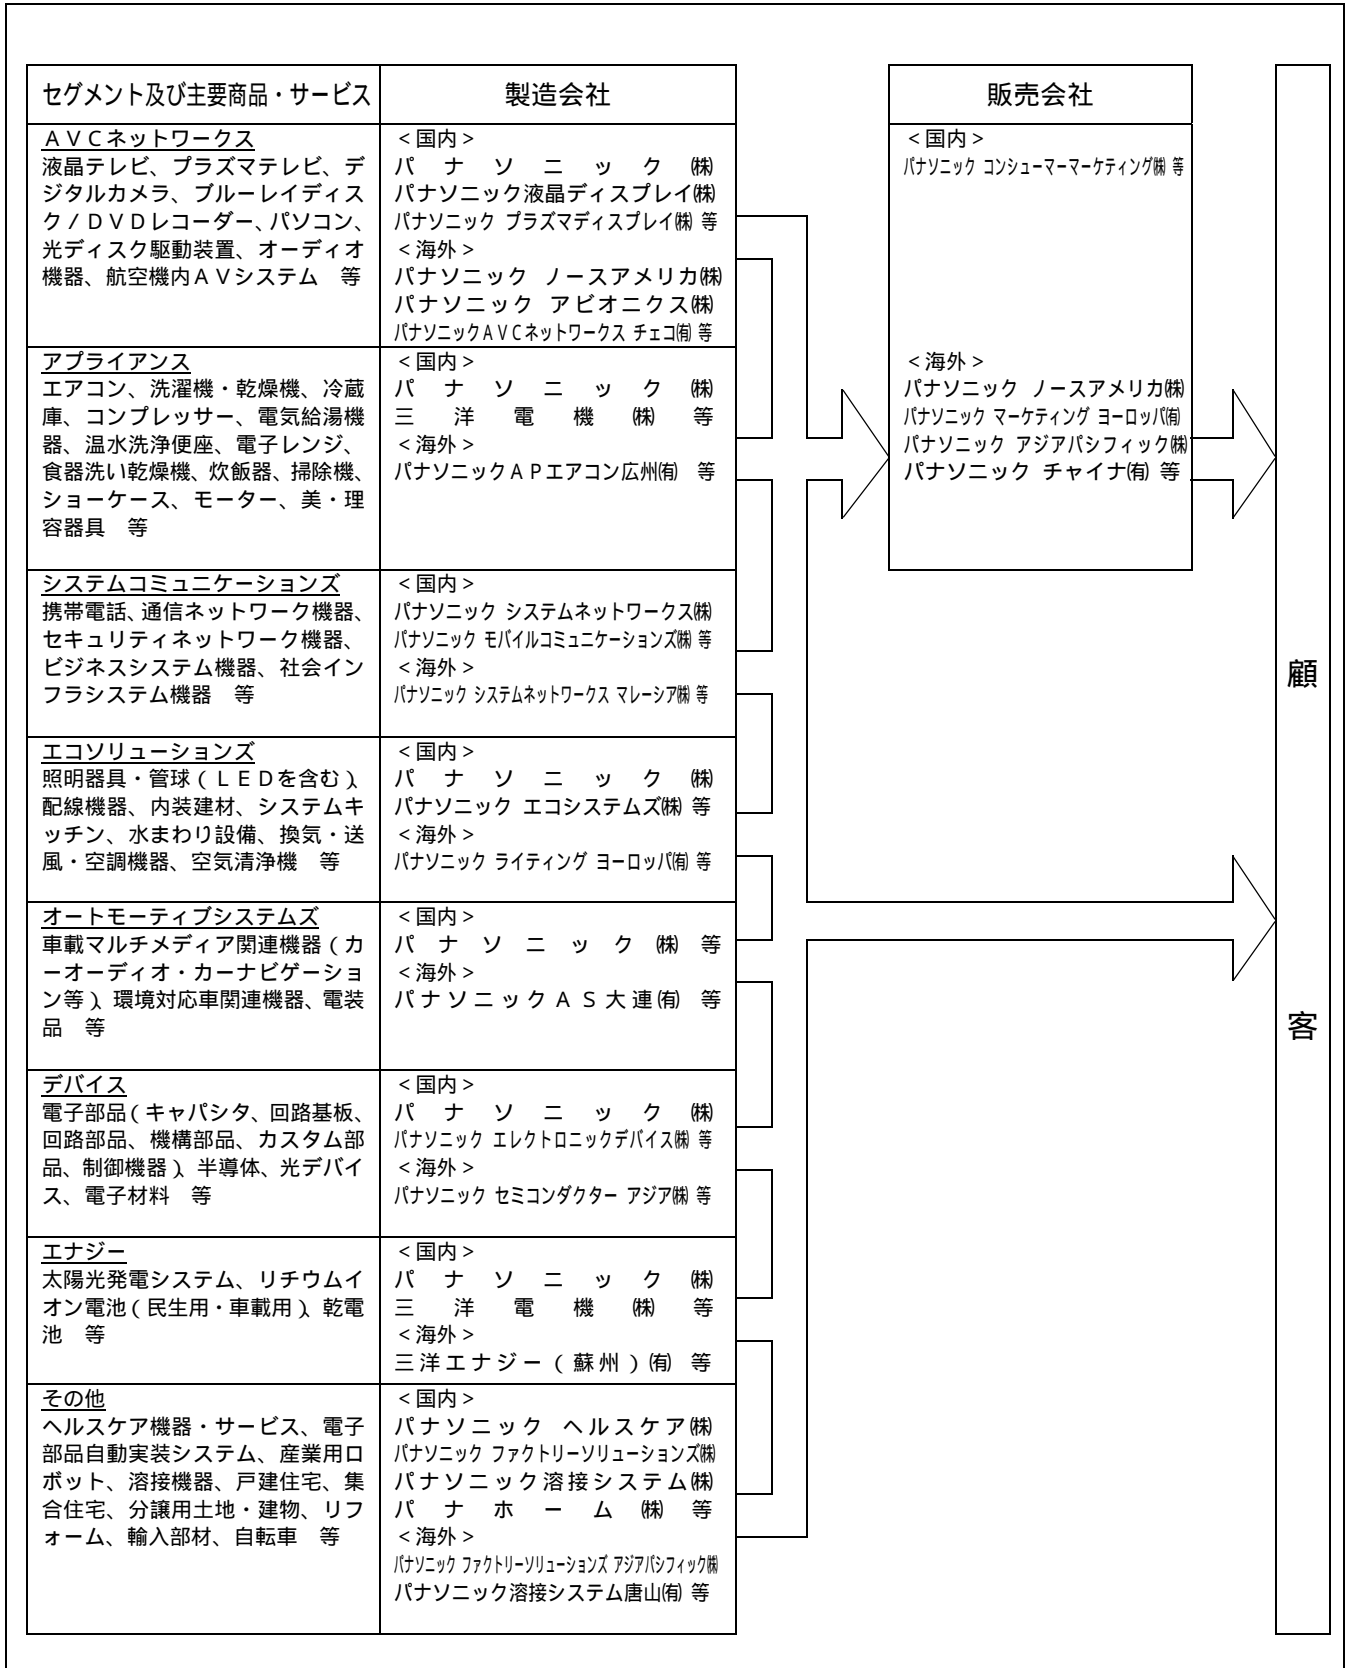 セグメント及び主要商品・サービス
製造会社
販売会社
ＡＶＣネットワークス
液晶テレビ、プラズマテレビ、デ
ジタルカメラ、ブルーレイディス
ク／ＤＶＤレコーダー、パソコン、
光ディスク駆動装置、オーディオ
機器、航空機内ＡＶシステム　等
＜国内＞
パナソニック㈱
パナソニック液晶ディスプレイ㈱
パナソニック プラズマディスプレイ㈱ 等
＜海外＞
パナソニック ノースアメリカ㈱
パナソニック アビオニクス㈱
パナソニックＡＶＣネットワークス チェコ㈲ 等
アプライアンス
エアコン、洗濯機・乾燥機、冷蔵
庫、コンプレッサー、電気給湯機
器、温水洗浄便座、電子レンジ、
食器洗い乾燥機、炊飯器、掃除機、
ショーケース、モーター、美・理
容器具　等
＜国内＞
パナソニック㈱
三洋電機㈱等
＜海外＞
パナソニックＡＰエアコン広州㈲　等
システムコミュニケーションズ
携帯電話、通信ネットワーク機器、
セキュリティネットワーク機器、
ビジネスシステム機器、社会イン
フラシステム機器　等
＜国内＞
パナソニック システムネットワークス㈱
パナソニック モバイルコミュニケーションズ㈱ 等
＜海外＞
パナソニック システムネットワークス マレーシア㈱ 等
エコソリューションズ
照明器具・管球（ＬＥＤを含む）、
配線機器、内装建材、システムキ
ッチン、水まわり設備、換気・送
風・空調機器、空気清浄機　等
＜国内＞
パナソニック㈱
パナソニック エコシステムズ㈱ 等
＜海外＞
パナソニック ライティング ヨーロッパ㈲ 等
オートモーティブシステムズ
車載マルチメディア関連機器（カ
ーオーディオ・カーナビゲーショ
ン等）、環境対応車関連機器、電装
品　等
＜国内＞
パナソニック㈱等
＜海外＞
パナソニックＡＳ大連㈲　等
デバイス
電子部品（キャパシタ、回路基板、
回路部品、機構部品、カスタム部
品、制御機器）、半導体、光デバイ
ス、電子材料　等
＜国内＞
パナソニック㈱
パナソニック エレクトロニックデバイス㈱ 等
＜海外＞
パナソニック セミコンダクター アジア㈱ 等
エナジー
太陽光発電システム、リチウムイ
オン電池（民生用・車載用）、乾電
池　等
＜国内＞
パナソニック㈱
三洋電機㈱等
＜海外＞
三洋エナジー（蘇州）㈲　等
その他
ヘルスケア機器・サービス、電子
部品自動実装システム、産業用ロ
ボット、溶接機器、戸建住宅、集
合住宅、分譲用土地・建物、リフ
ォーム、輸入部材、自転車　等
＜国内＞
パナソニック ヘルスケア㈱
パナソニック ファクトリーソリューションズ㈱
パナソニック溶接システム㈱
パナホーム㈱等
＜海外＞
パナソニック ファクトリーソリューションズ アジアパシフィック㈱
パナソニック溶接システム唐山㈲ 等
＜国内＞
パナソニック コンシューマーマーケティング㈱ 等
＜海外＞
パナソニック ノースアメリカ㈱
パナソニック マーケティング ヨーロッパ㈲
パナソニック アジアパシフィック㈱
パナソニック チャイナ㈲ 等
顧
客